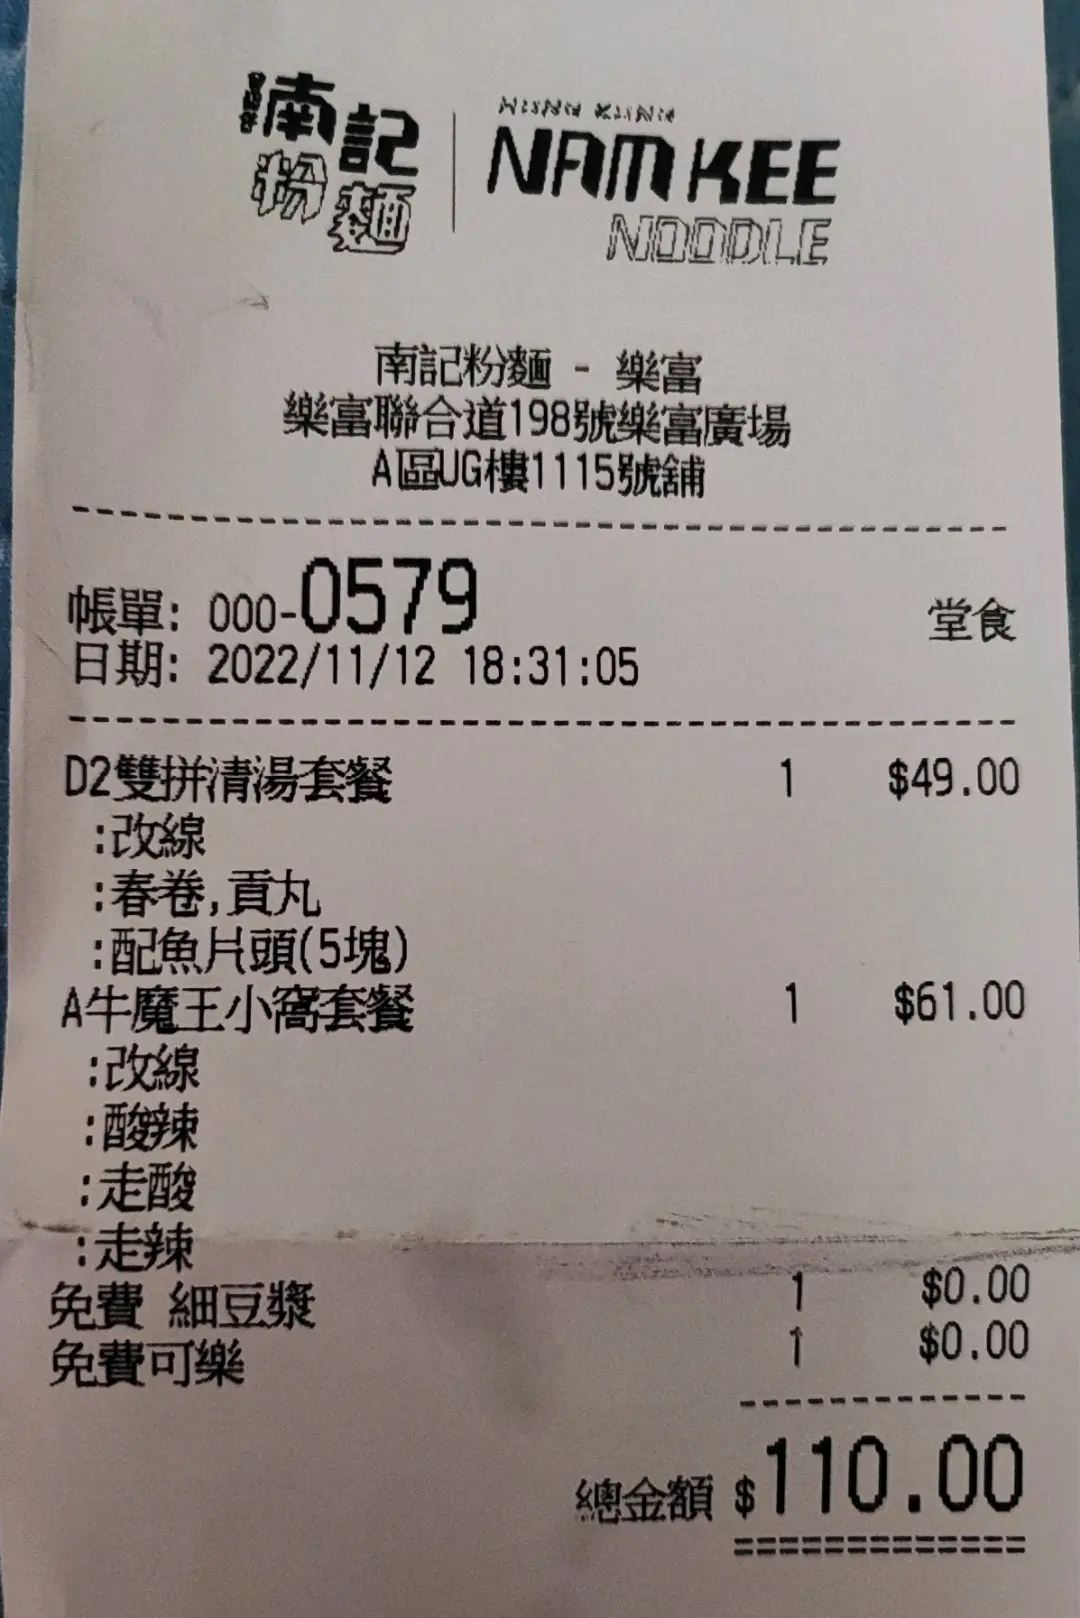 南記
粉麵
NAM KEE
NOODLE
南記粉麵 - 樂富
樂富聯合道198號樂富廣場
A區UG樓1115號舖
帳單: 000-0579 堂食
日期: 2022/11/12 18:31:05
D2雙拼清湯套餐 1 $49.00
:改線
:春卷,貢丸
:配魚片頭(5塊)
A牛魔王小窩套餐 1 $61.00
:改線
:酸辣
:走酸
:走辣
免費 細豆漿 1 $0.00
免費可樂 1 $0.00
總金額 $110.00